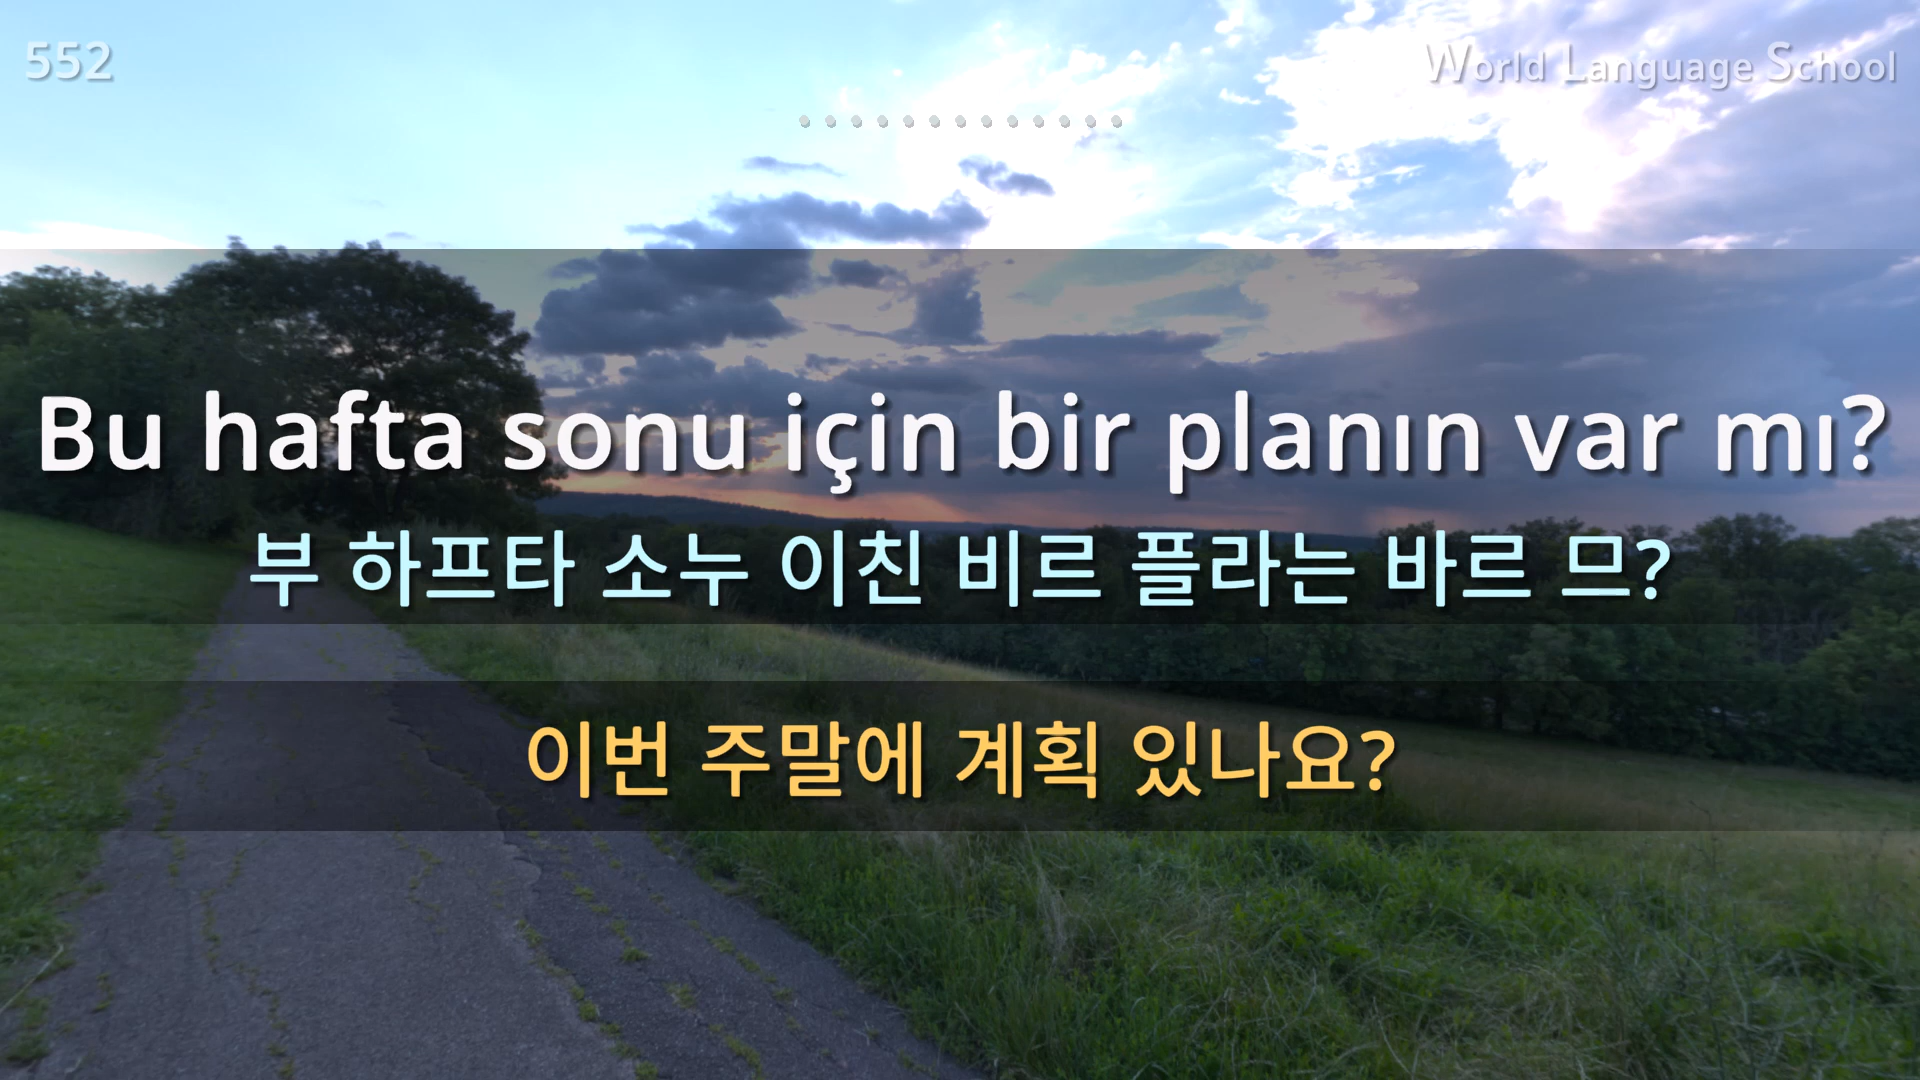 552
World Language School
Bu hafta sonu için bir planın var mı?
부 하프타 소누 이친 비르 플라는 바르 므?
이번 주말에 계획 있나요?